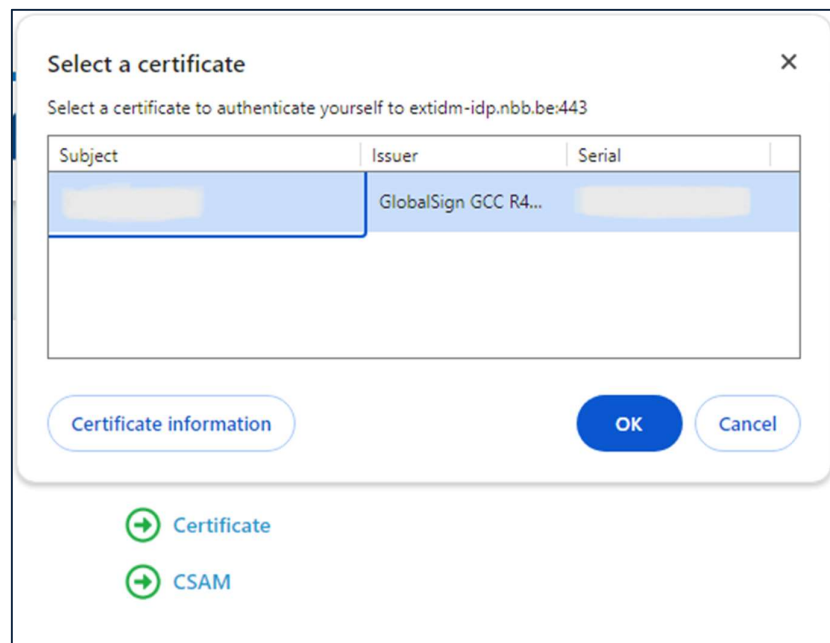 Select a certificate
Select a certificate to authenticate yourself to extidm-idp.nbb.be:443
Subject Issuer Serial
GlobalSign GCC R4...
Certificate information OK Cancel
Certificate
CSAM